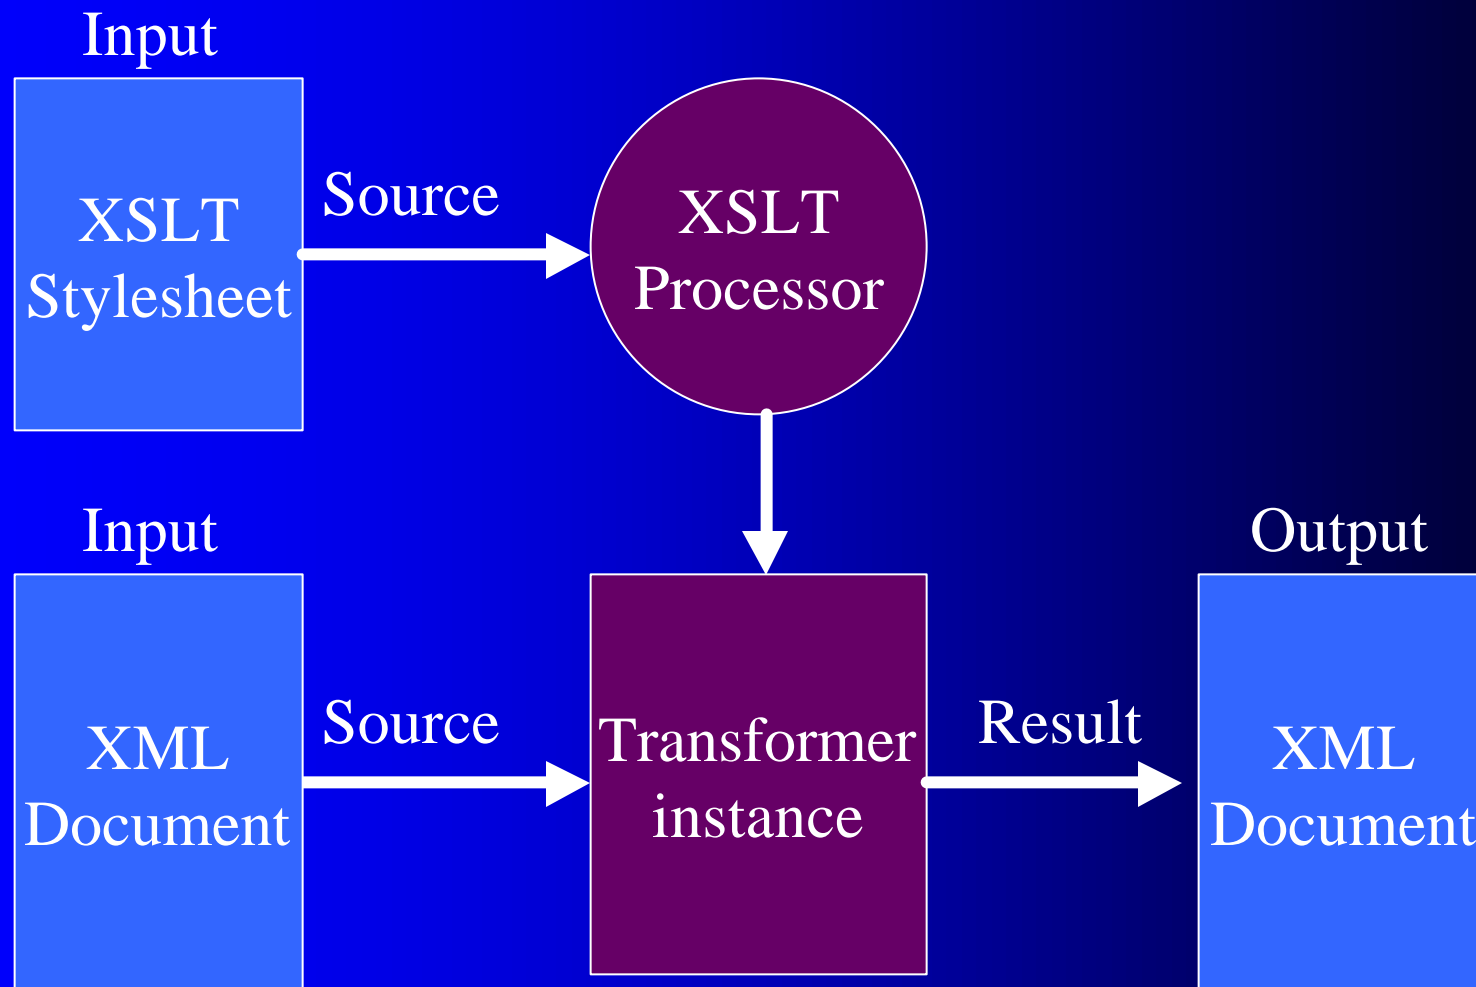 Input
XSLT
Stylesheet
Source
XSLT
Processor
Input
XML
Document
Source
Transformer
instance
Result
Output
XML
Document